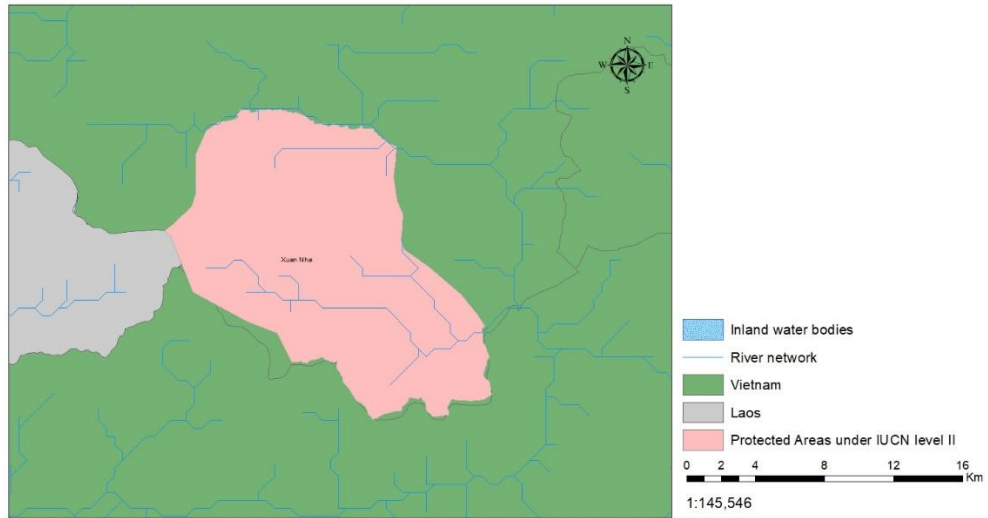 N
W E
S
Xuan Nha
Inland water bodies
River network
Vietnam
Laos
Protected Areas under IUCN level II
0 2 4 8 12 16
Km
1:145,546